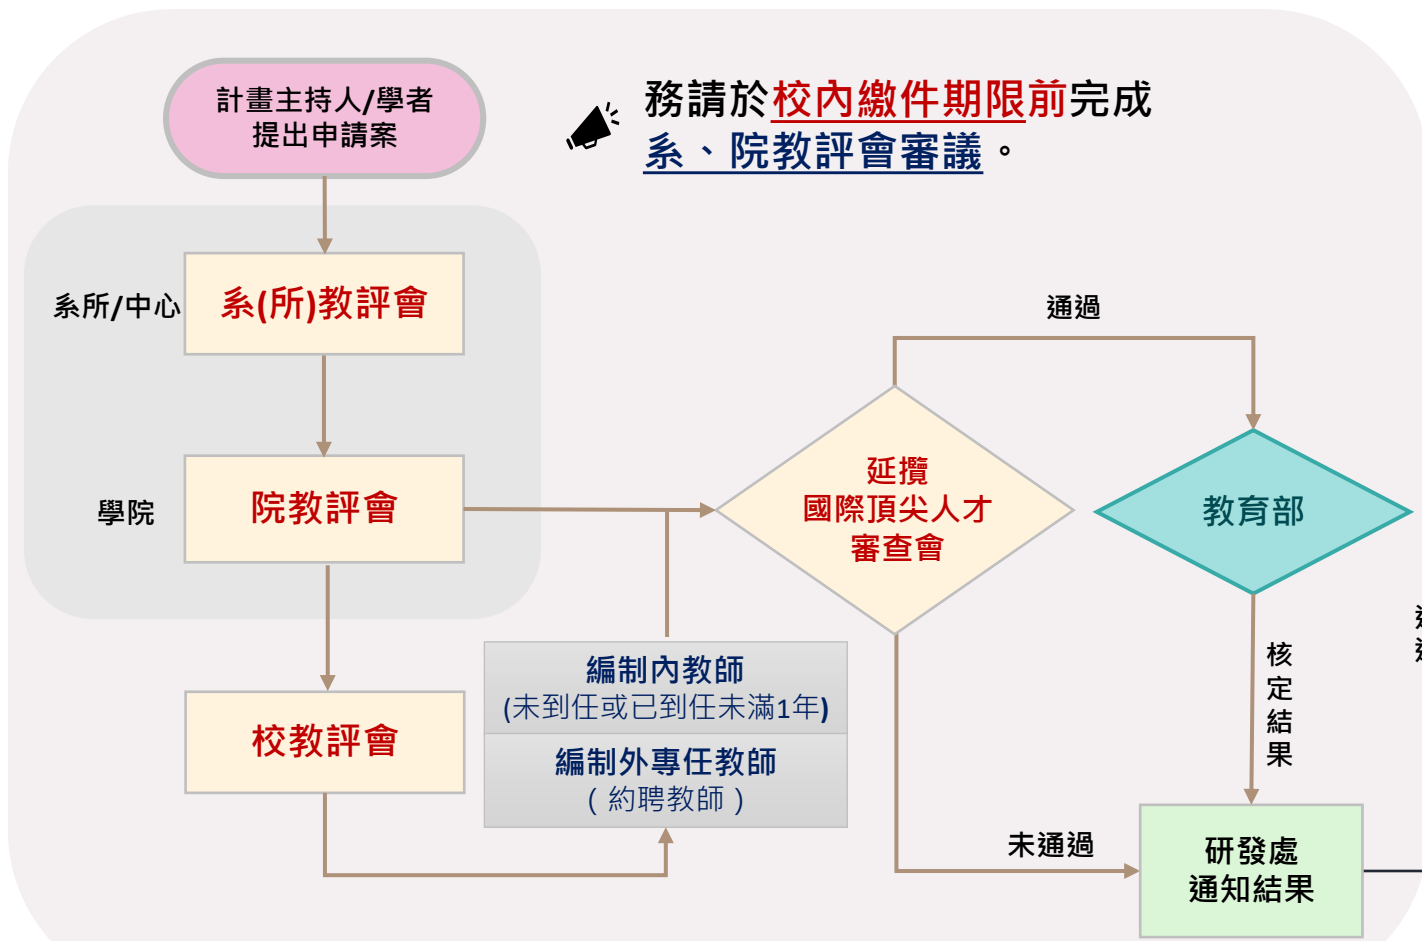 計畫主持人/學者
提出申請案
務請於校內繳件期限前完成
系、院教評會審議。
系所/中心
系(所)教評會
學院
院教評會
校教評會
編制內教師
(未到任或已到任未滿1年)
編制外專任教師
(約聘教師)
延攬
國際頂尖人才
審查會
通過
教育部
核
定
結
果
未通過
研發處
通知結果